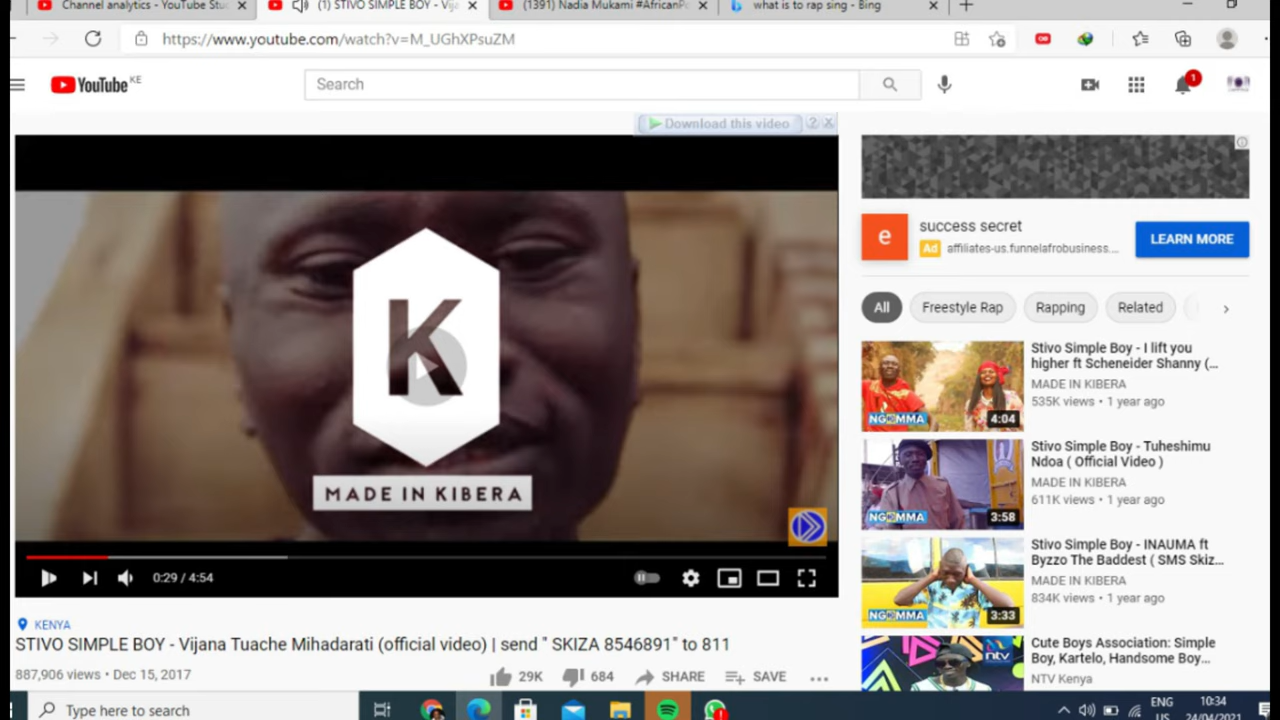 Channel analytics - YouTube Stu
(1) STIVO SIMPLE BOY - Vija
(1391) Nadia Mukami #AfricanPo
what is to rap sing - Bing
https://www.youtube.com/watch?v=M_UGhXPsuZM
YouTube KE
Search
1
Download this video ? X
K
MADE IN KIBERA
0:29 / 4:54
KENYA
STIVO SIMPLE BOY - Vijana Tuache Mihadarati (official video) | send " SKIZA 8546891" to 811
887,906 views • Dec 15, 2017
29K 684 SHARE SAVE ...
e
success secret
Ad affiliates-us.funnelafrobusiness....
LEARN MORE
All Freestyle Rap Rapping Related
NGOMMA
4:04
Stivo Simple Boy - I lift you
higher ft Scheneider Shanny (...
MADE IN KIBERA
535K views • 1 year ago
NGOMMA
3:58
Stivo Simple Boy - Tuheshimu
Ndoa ( Official Video )
MADE IN KIBERA
611K views • 1 year ago
NGOMMA
3:33
Stivo Simple Boy - INAUMA ft
Byzzo The Baddest ( SMS Skiz...
MADE IN KIBERA
834K views • 1 year ago
ntv
Cute Boys Association: Simple
Boy, Kartelo, Handsome Boy...
NTV Kenya
Type here to search
ENG
US
10:34
24/04/2021